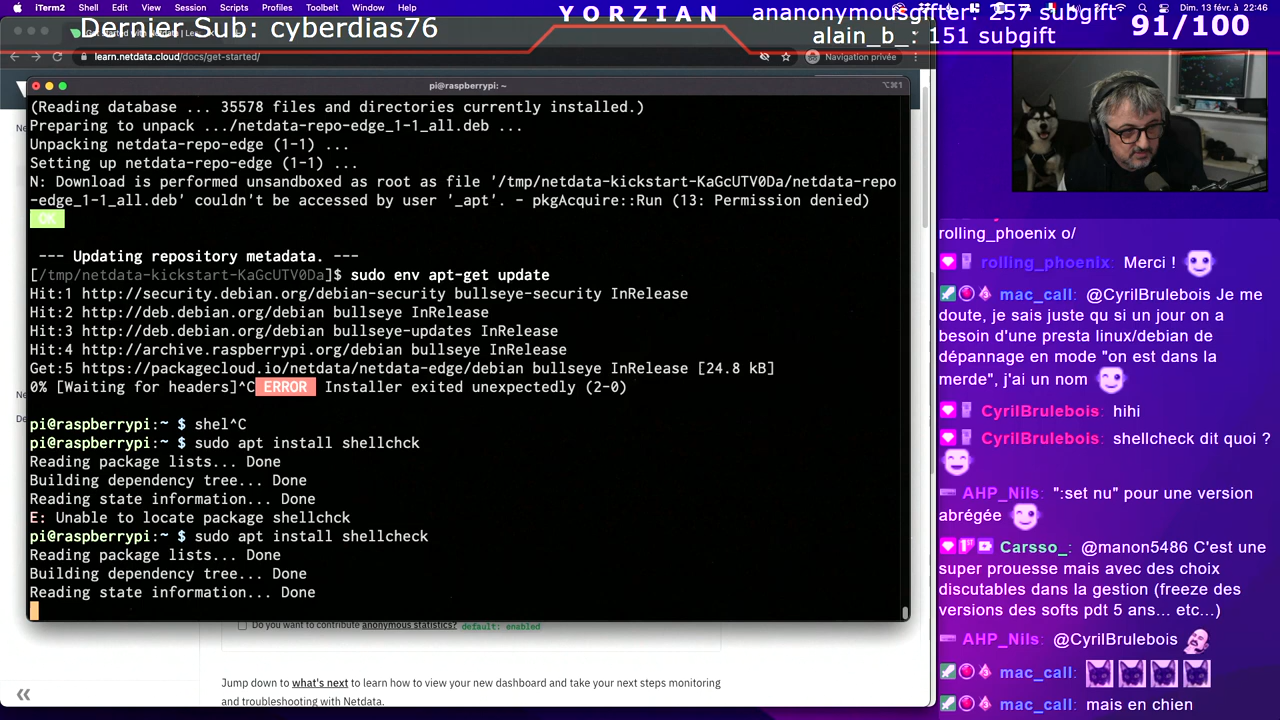 iTerm2 Shell Edit View Session Scripts Profiles Toolbelt Window Help
Dim 13 fév. à 22:46
Dernier Sub: cyberdias76
YORZIAN
ananonymousgifter: 257 subgift
alain_b_: 151 subgift
91/100
learn.netdata.cloud/docs/get-started/
Navigation privée
pi@raspberrypi: ~
⌥⌘1
(Reading database ... 35578 files and directories currently installed.)
Preparing to unpack .../netdata-repo-edge_1-1_all.deb ...
Unpacking netdata-repo-edge (1-1) ...
Setting up netdata-repo-edge (1-1) ...
N: Download is performed unsandboxed as root as file '/tmp/netdata-kickstart-KaGcUTV0Da/netdata-repo
-edge_1-1_all.deb' couldn't be accessed by user '_apt'. - pkgAcquire::Run (13: Permission denied)
OK
--- Updating repository metadata. ---
[/tmp/netdata-kickstart-KaGcUTV0Da]$ sudo env apt-get update
Hit:1 http://security.debian.org/debian-security bullseye-security InRelease
Hit:2 http://deb.debian.org/debian bullseye InRelease
Hit:3 http://deb.debian.org/debian bullseye-updates InRelease
Hit:4 http://archive.raspberrypi.org/debian bullseye InRelease
Get:5 https://packagecloud.io/netdata/netdata-edge/debian bullseye InRelease [24.8 kB]
0% [Waiting for headers]^C ERROR Installer exited unexpectedly (2-0)
pi@raspberrypi:~ $ shel^C
pi@raspberrypi:~ $ sudo apt install shellchck
Reading package lists... Done
Building dependency tree... Done
Reading state information... Done
E: Unable to locate package shellchck
pi@raspberrypi:~ $ sudo apt install shellcheck
Reading package lists... Done
Building dependency tree... Done
Reading state information... Done
Do you want to contribute anonymous statistics? default: enabled
Jump down to what's next to learn how to view your new dashboard and take your next steps monitoring
and troubleshooting with Netdata.
rolling_phoenix o/
rolling_phoenix: Merci !
mac_call: @CyrilBrulebois Je me
doute, je sais juste qu si un jour on a
besoin d'une presta linux/debian de
dépannage en mode "on est dans la
merde", j'ai un nom
CyrilBrulebois: hihi
CyrilBrulebois: shellcheck dit quoi ?
AHP_Nils: ":set nu" pour une version
abrégée
Carsso_: @manon5486 C'est une
super prouesse mais avec des choix
discutables dans la gestion (freeze des
versions des softs pdt 5 ans... etc...)
AHP_Nils: @CyrilBrulebois
mac_call:
mac_call: mais en chien